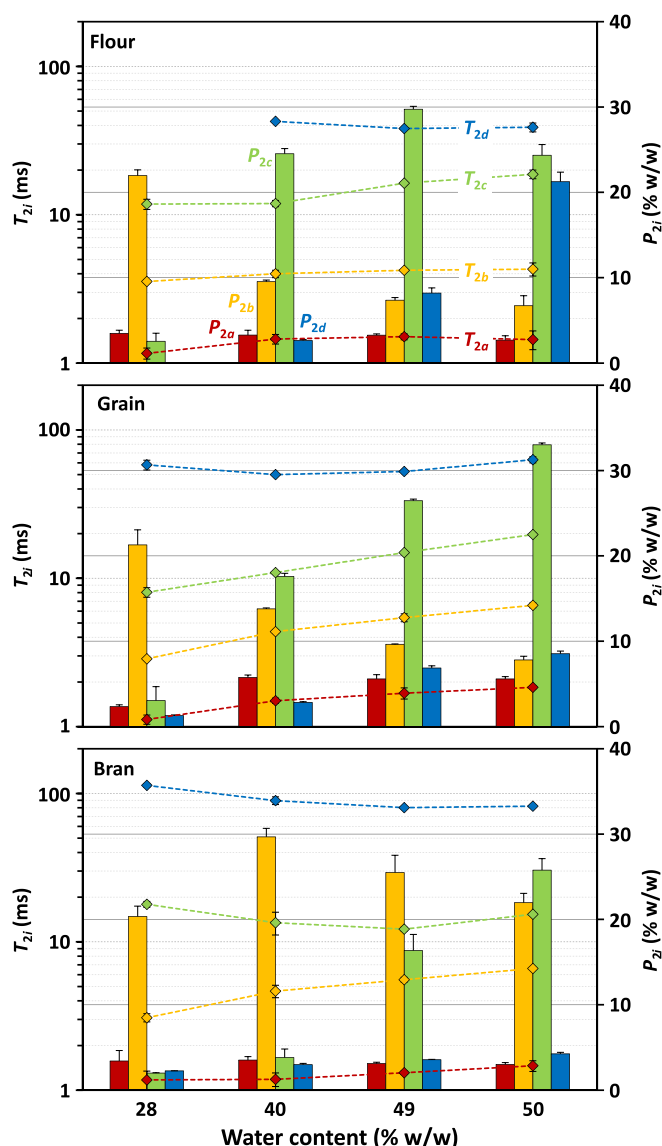 Flour
100
10
1
T2i (ms)
40
30
20
10
0
P2i (% w/w)
P2c
P2b
P2a
P2d
T2d
T2c
T2b
T2a
Grain
100
10
1
T2i (ms)
40
30
20
10
0
P2i (% w/w)
Bran
100
10
1
T2i (ms)
40
30
20
10
0
P2i (% w/w)
28 40 49 50
Water content (% w/w)